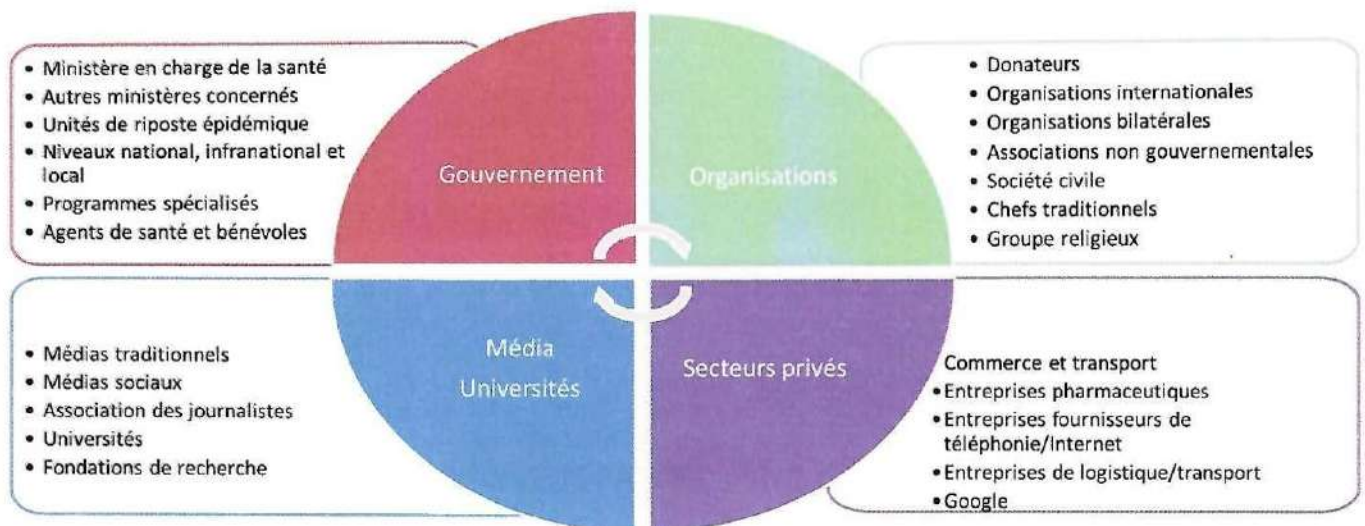 • Ministère en charge de la santé
• Autres ministères concernés
• Unités de riposte épidémique
• Niveaux national, infranational et
local
• Programmes spécialisés
• Agents de santé et bénévoles
Gouvernement
Organisations
• Donateurs
• Organisations internationales
• Organisations bilatérales
• Associations non gouvernementales
• Société civile
• Chefs traditionnels
• Groupe religieux
• Médias traditionnels
• Médias sociaux
• Association des journalistes
• Universités
• Fondations de recherche
Média
Universités
Secteurs privés
Commerce et transport
•Entreprises pharmaceutiques
•Entreprises fournisseurs de
téléphonie/Internet
•Entreprises de logistique/transport
•Google